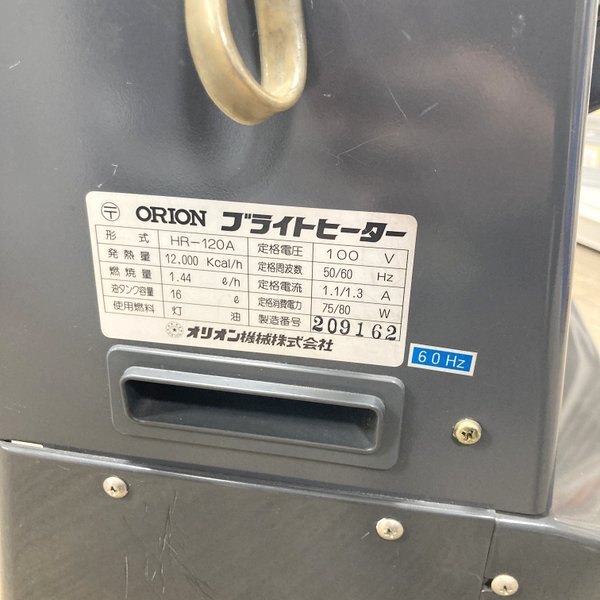 〒 ORION ブライトヒーター
形式 HR-120A 定格電圧 100 V
発熱量 12,000 Kcal/h 定格周波数 50/60 Hz
燃焼量 1.44 ℓ/h 定格電流 1.1/1.3 A
油タンク容量 16 ℓ 定格消費電力 75/80 W
使用燃料 灯油 製造番号 209162
オリオン機械株式会社
60Hz